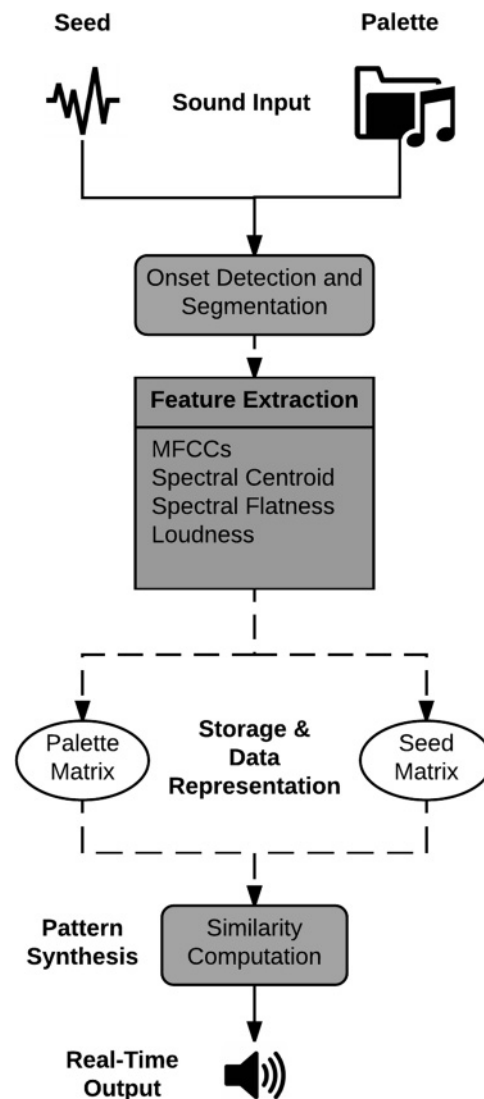 Seed
Palette
Sound Input
Onset Detection and
Segmentation
Feature Extraction
MFCCs
Spectral Centroid
Spectral Flatness
Loudness
Palette
Matrix
Storage &
Data
Representation
Seed
Matrix
Pattern
Synthesis
Similarity
Computation
Real-Time
Output